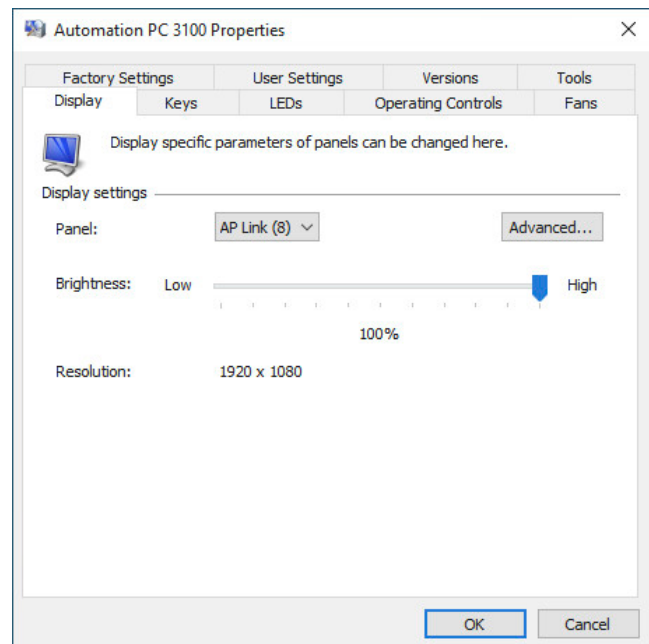 Automation PC 3100 Properties
Factory Settings User Settings Versions Tools
Display Keys LEDs Operating Controls Fans
Display specific parameters of panels can be changed here.
Display settings
Panel: AP Link (8) Advanced...
Brightness: Low High
100%
Resolution: 1920 x 1080
OK Cancel